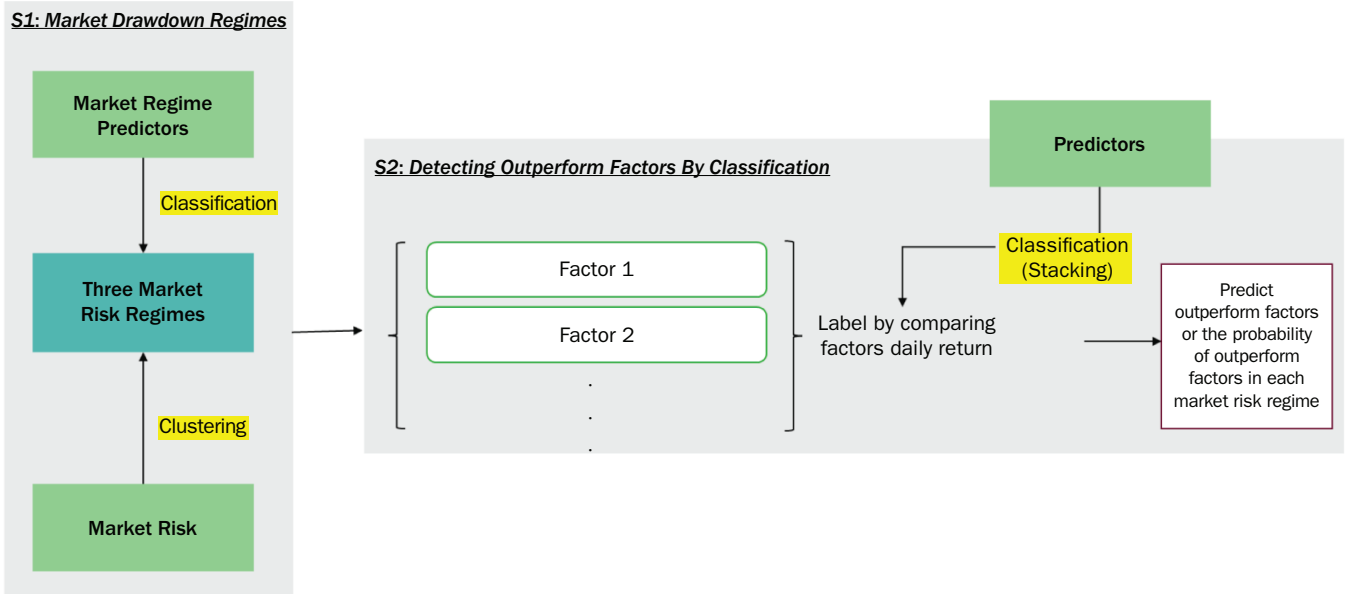 S1: Market Drawdown Regimes
Market Regime
Predictors
Classification
Three Market
Risk Regimes
Clustering
Market Risk
S2: Detecting Outperform Factors By Classification
Factor 1
Factor 2
.
.
.
Predictors
Classification
(Stacking)
Label by comparing
factors daily return
Predict
outperform factors
or the probability
of outperform
factors in each
market risk regime